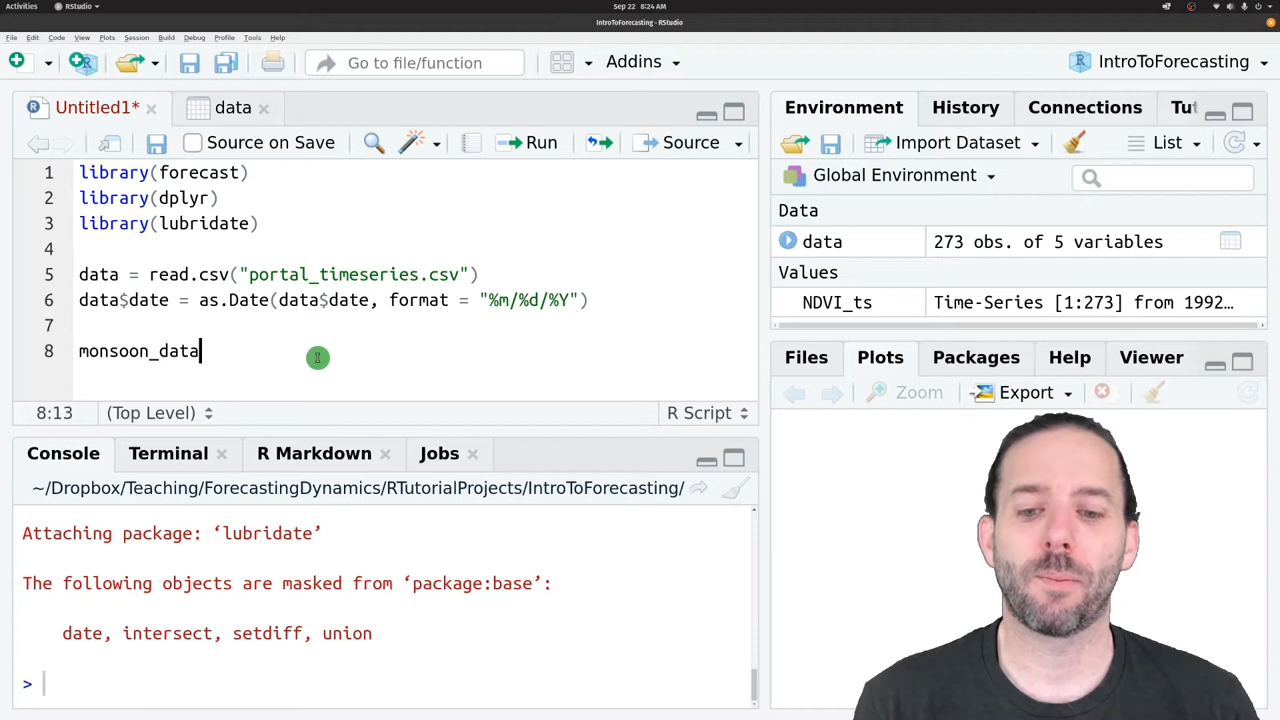 Activities RStudio Sep 22 8:24 AM
IntroToForecasting - RStudio
File Edit Code View Plots Session Build Debug Profile Tools Help
Go to file/function Addins IntroToForecasting
Untitled1* data
Source on Save Run Source
1 library(forecast)
2 library(dplyr)
3 library(lubridate)
4
5 data = read.csv("portal_timeseries.csv")
6 data$date = as.Date(data$date, format = "%m/%d/%Y")
7
8 monsoon_data
8:13 (Top Level) R Script
Console Terminal R Markdown Jobs
~/Dropbox/Teaching/ForecastingDynamics/RTutorialProjects/IntroToForecasting/
Attaching package: ‘lubridate’
The following objects are masked from ‘package:base’:
date, intersect, setdiff, union
>
Environment History Connections Tut
Import Dataset List
Global Environment
Data
data 273 obs. of 5 variables
Values
NDVI_ts Time-Series [1:273] from 1992…
Files Plots Packages Help Viewer
Zoom Export